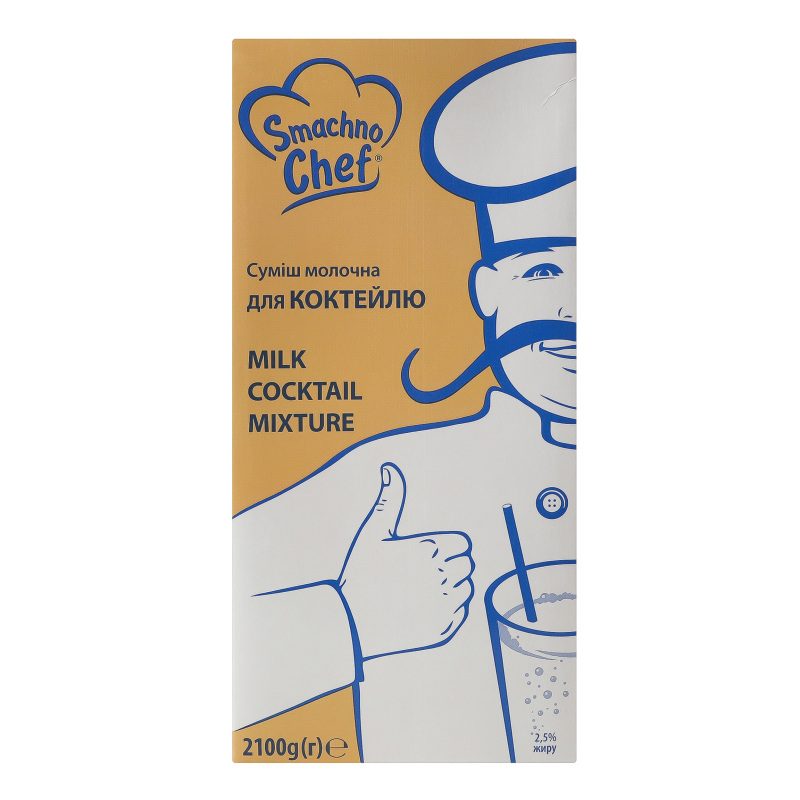 Smachno
Chef®
Суміш молочна
для КОКТЕЙЛЮ
MILK
COCKTAIL
MIXTURE
2100g(г)℮
2,5%
жиру